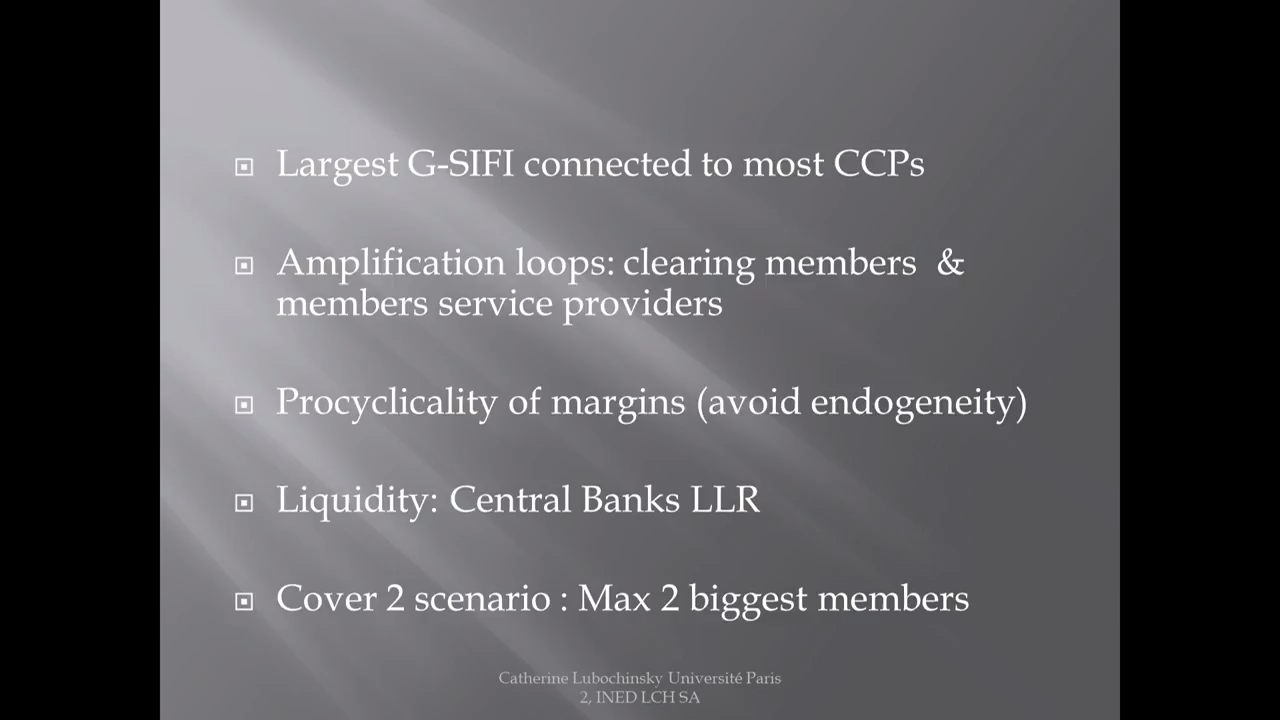 Largest G-SIFI connected to most CCPs
Amplification loops: clearing members &
members service providers
Procyclicality of margins (avoid endogeneity)
Liquidity: Central Banks LLR
Cover 2 scenario : Max 2 biggest members
Catherine Lubochinsky Université Paris
2, INED LCH SA